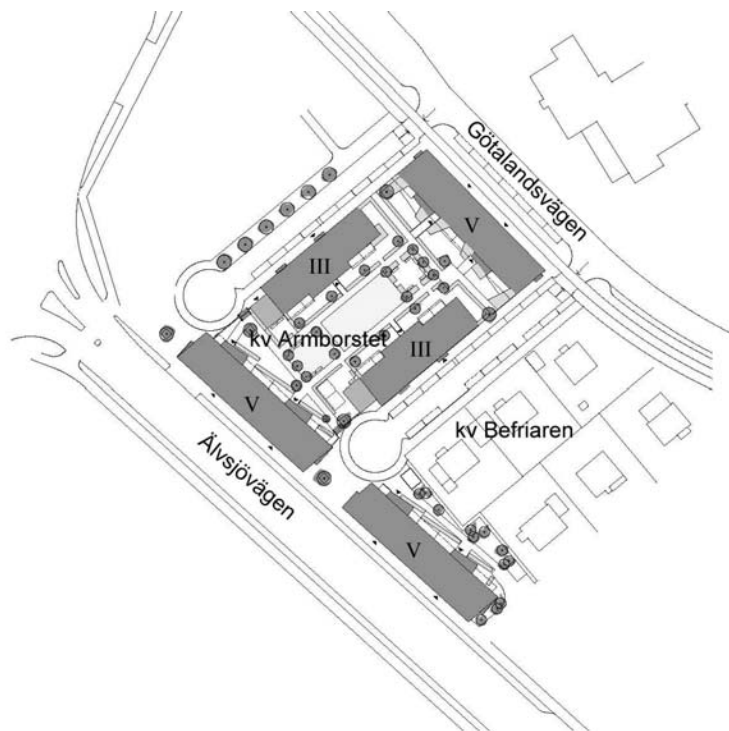 Götalandsvägen
V
III
kv Armborstet
III
V
kv Befriaren
Älvsjövägen
V